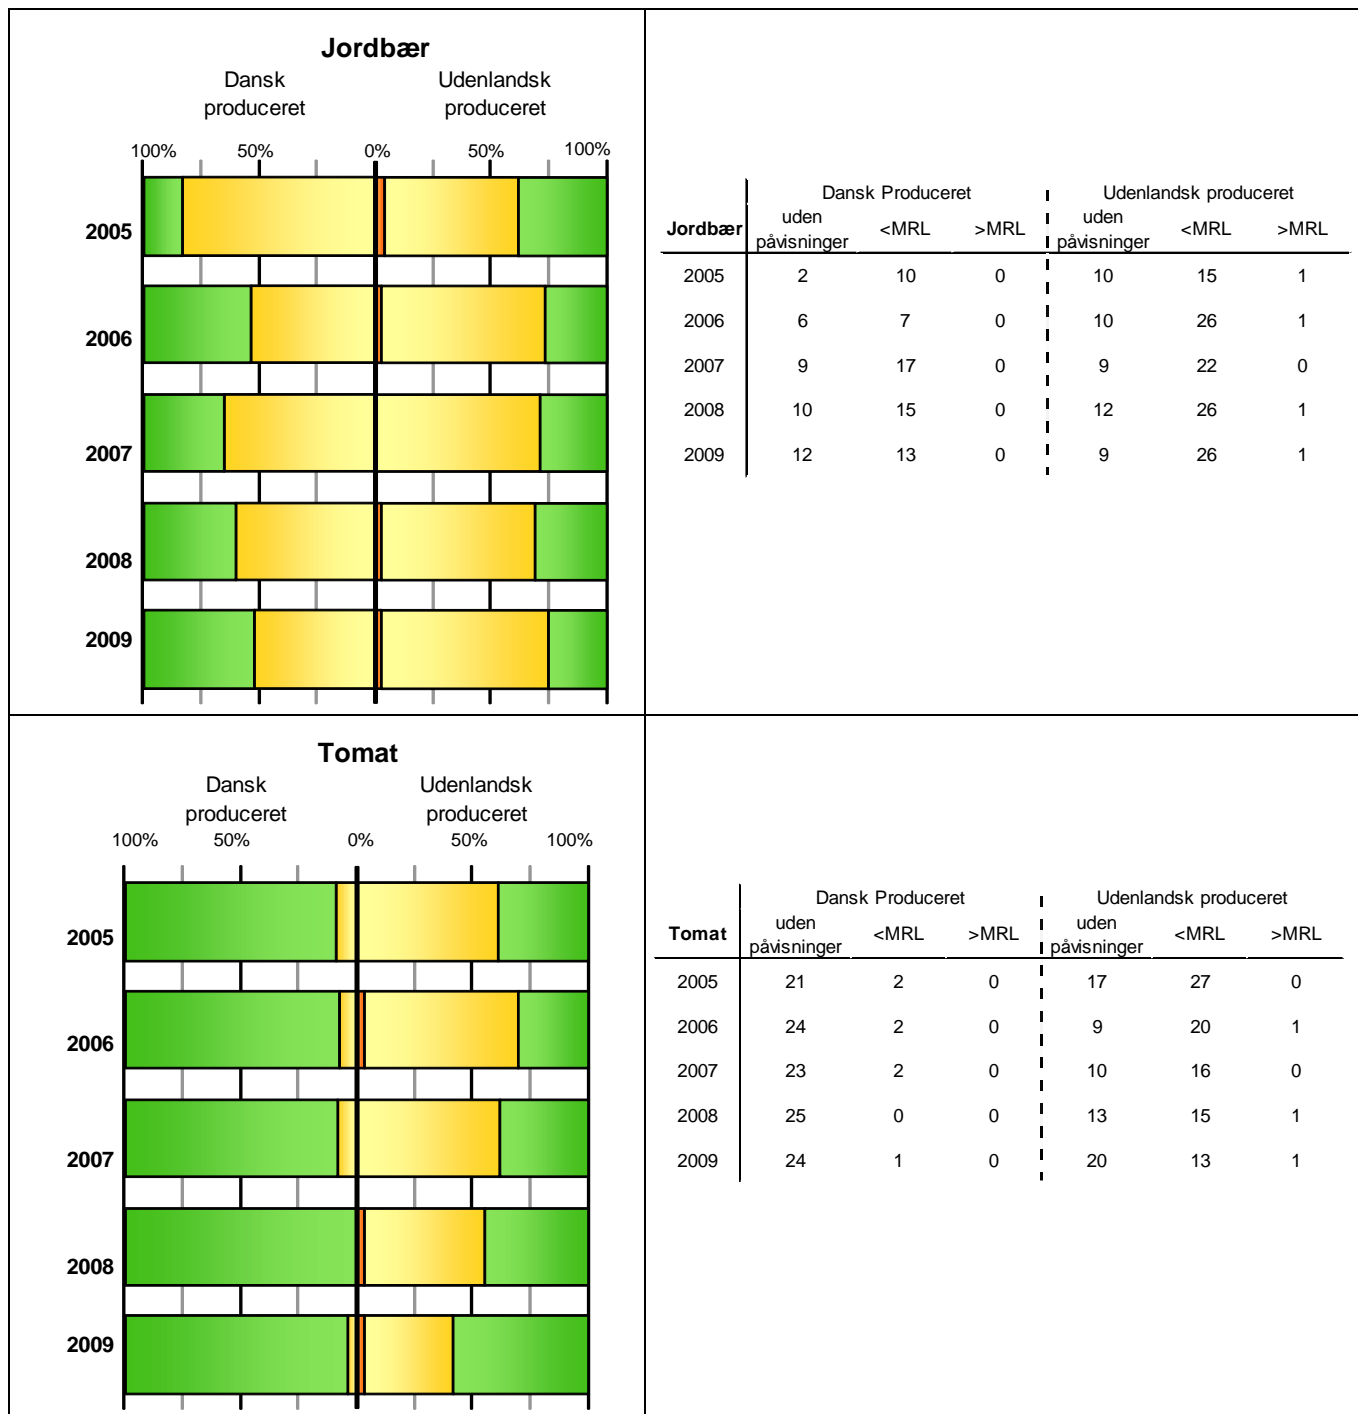 Jordbær
Dansk
produceret
Udenlandsk
produceret
100% 50% 0% 50% 100%
2005
2006
2007
2008
2009
Dansk Produceret Udenlandsk produceret
Jordbær uden påvisninger <MRL >MRL uden påvisninger <MRL >MRL
2005 2 10 0 10 15 1
2006 6 7 0 10 26 1
2007 9 17 0 9 22 0
2008 10 15 0 12 26 1
2009 12 13 0 9 26 1
Tomat
Dansk
produceret
Udenlandsk
produceret
100% 50% 0% 50% 100%
2005
2006
2007
2008
2009
Dansk Produceret Udenlandsk produceret
Tomat uden påvisninger <MRL >MRL uden påvisninger <MRL >MRL
2005 21 2 0 17 27 0
2006 24 2 0 9 20 1
2007 23 2 0 10 16 0
2008 25 0 0 13 15 1
2009 24 1 0 20 13 1